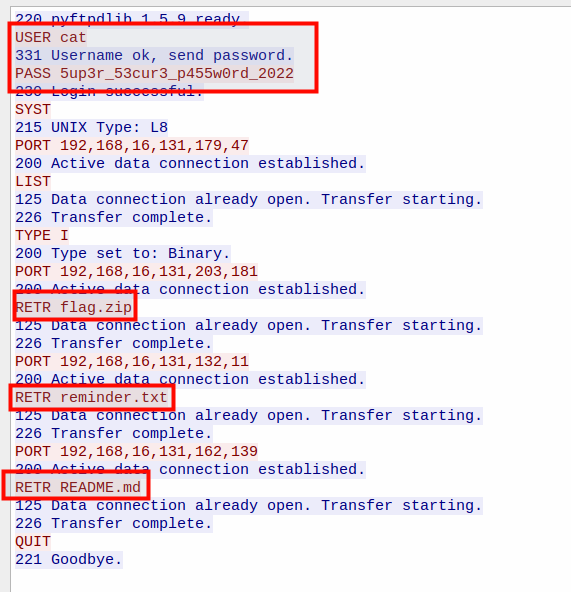 220 pyftpdlib 1.5.9 ready.
USER cat
331 Username ok, send password.
PASS 5up3r_53cur3_p455w0rd_2022
230 Login successful.
SYST
215 UNIX Type: L8
PORT 192,168,16,131,179,47
200 Active data connection established.
LIST
125 Data connection already open. Transfer starting.
226 Transfer complete.
TYPE I
200 Type set to: Binary.
PORT 192,168,16,131,203,181
200 Active data connection established.
RETR flag.zip
125 Data connection already open. Transfer starting.
226 Transfer complete.
PORT 192,168,16,131,132,11
200 Active data connection established.
RETR reminder.txt
125 Data connection already open. Transfer starting.
226 Transfer complete.
PORT 192,168,16,131,162,139
200 Active data connection established.
RETR README.md
125 Data connection already open. Transfer starting.
226 Transfer complete.
QUIT
221 Goodbye.